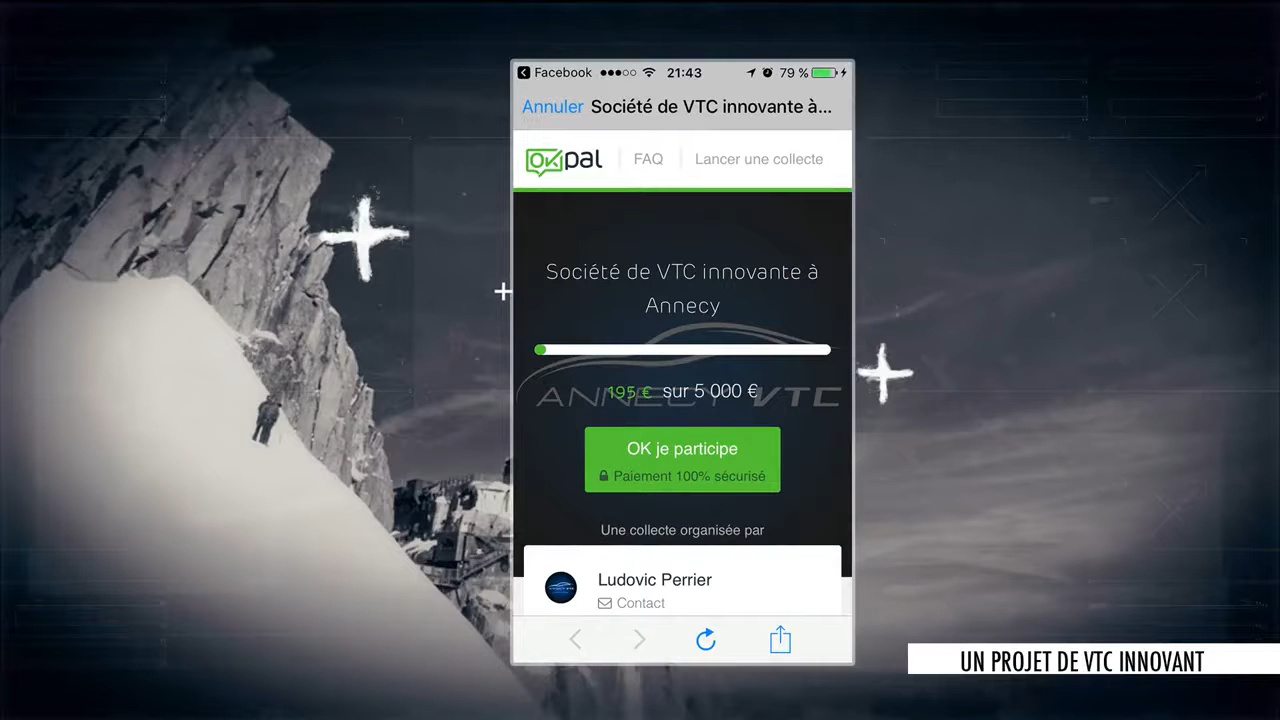 Facebook 21:43 79 %
Annuler Société de VTC innovante à...
OKpal FAQ Lancer une collecte
Société de VTC innovante à
Annecy
195 € sur 5 000 €
ANNECY VTC
OK je participe
Paiement 100% sécurisé
Une collecte organisée par
Ludovic Perrier
Contact
UN PROJET DE VTC INNOVANT